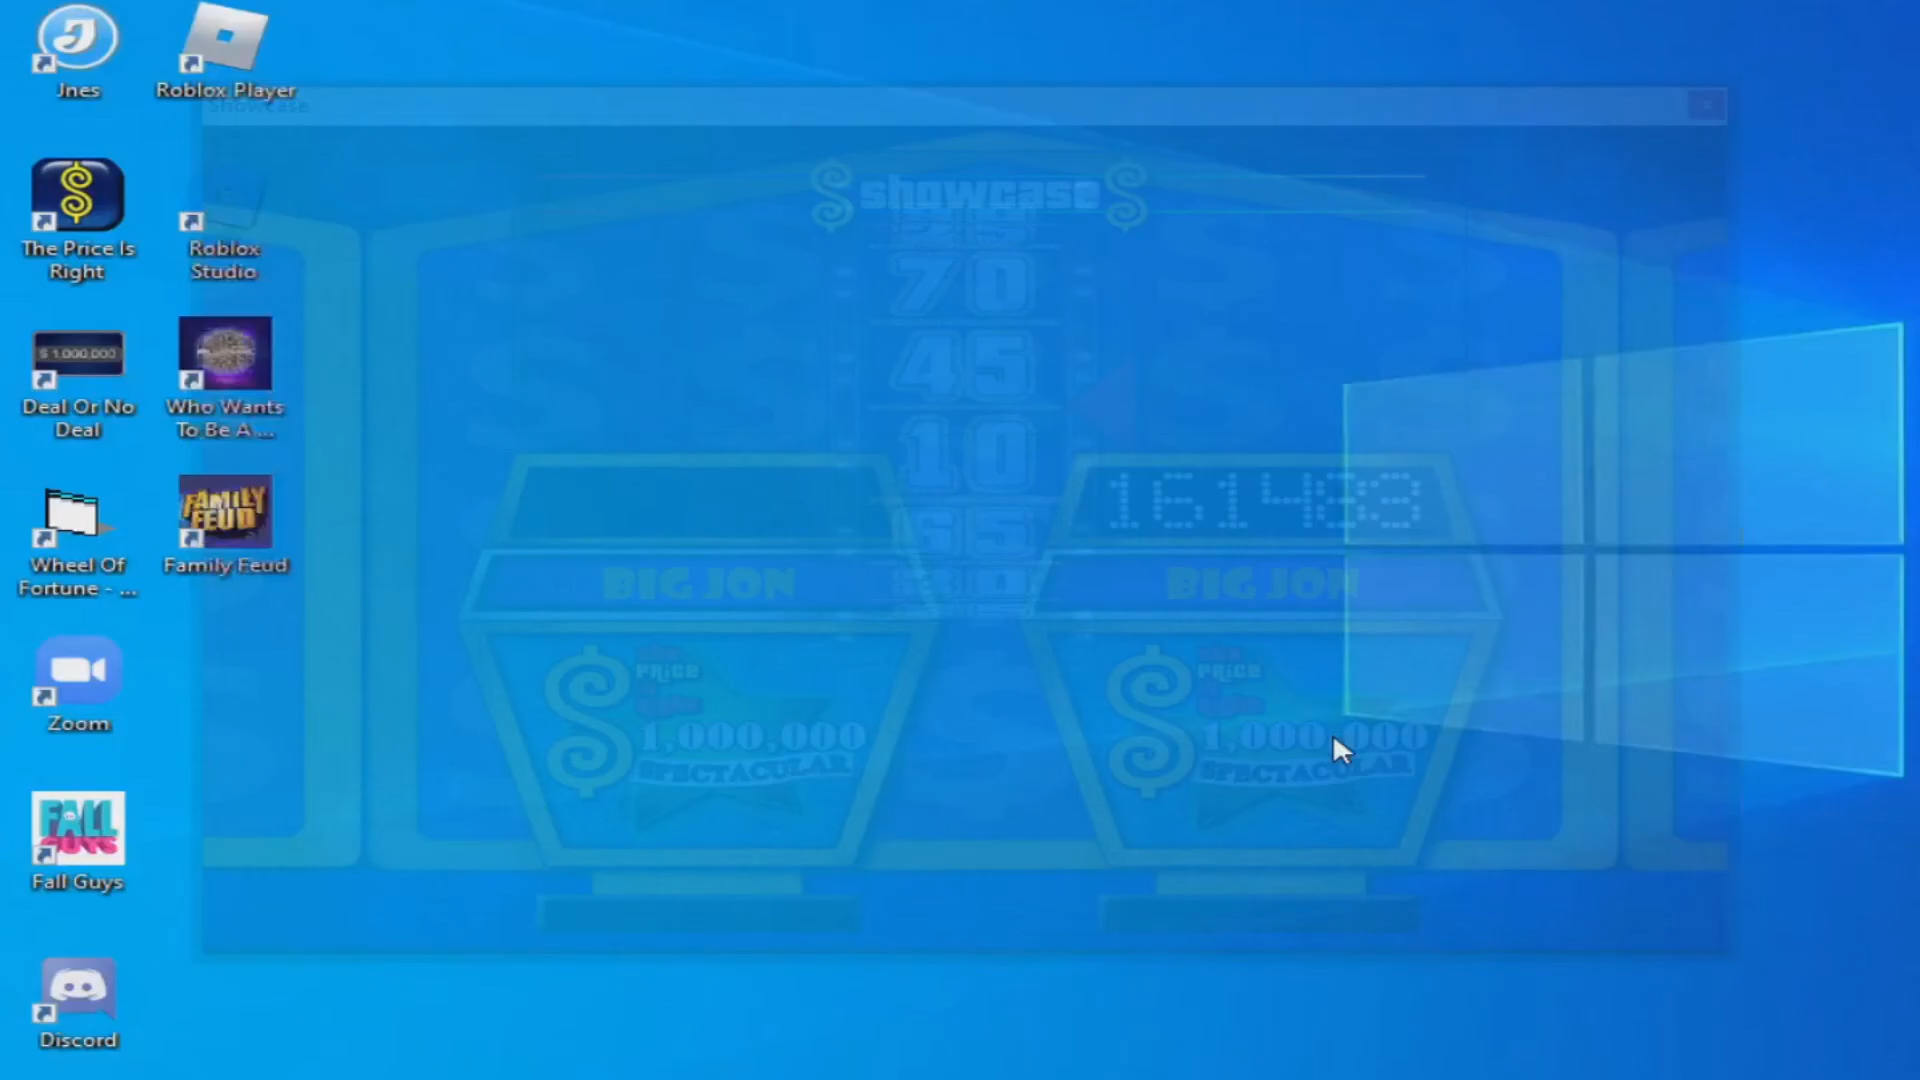 Jnes
Roblox Player
Showcase
The Price Is
Right
Roblox
Studio
$ 1,000,000
Deal Or No
Deal
Who Wants
To Be A ...
Wheel Of
Fortune - ...
FAMILY
FEUD
Family Feud
Zoom
FALL
GUYS
Fall Guys
Discord
$ showcase $
70
45
10
65
161483
BIG JON
BIG JON
PRICE
$1,000,000
SPECTACULAR
PRICE
$1,000,000
SPECTACULAR